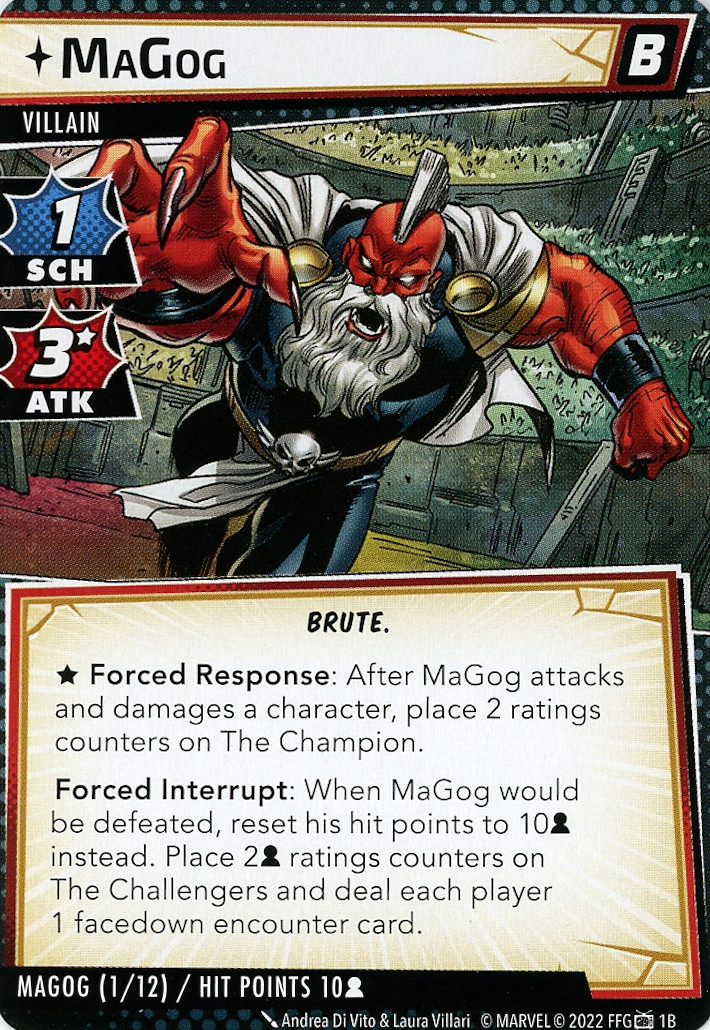 MaGog
B
VILLAIN
1
SCH
3★
ATK
BRUTE.
★ Forced Response: After MaGog attacks
and damages a character, place 2 ratings
counters on The Champion.
Forced Interrupt: When MaGog would
be defeated, reset his hit points to 10
instead. Place 2 ratings counters on
The Challengers and deal each player
1 facedown encounter card.
MAGOG (1/12) / HIT POINTS 10
Andrea Di Vito & Laura Villari © MARVEL © 2022 FFG 1B